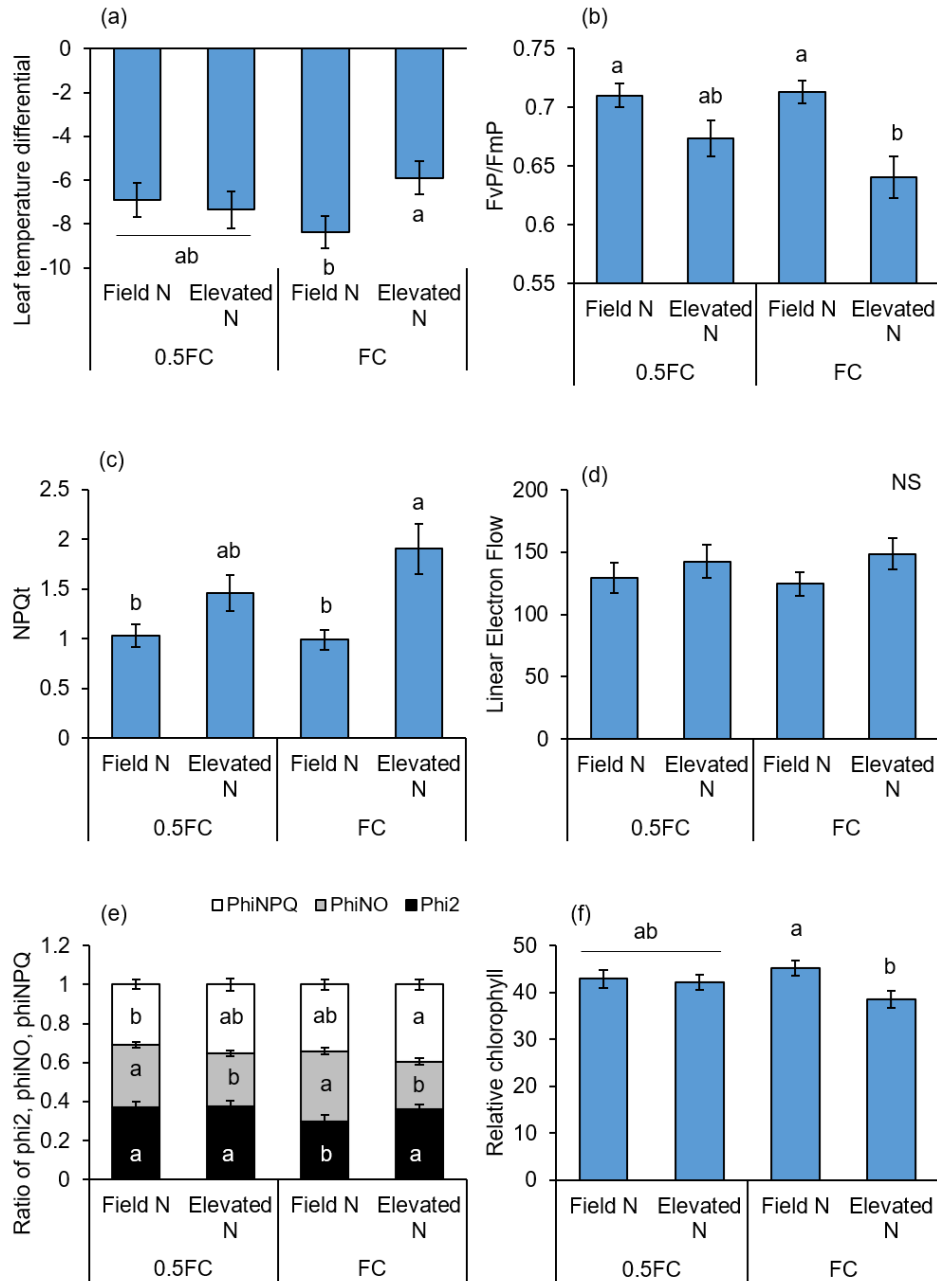 (a)
0
-2
-4
-6
-8
-10
Leaf temperature differential
ab
b
a
Field N Elevated N Field N Elevated N
0.5FC FC
(b)
0.75
0.7
0.65
0.6
0.55
FvP/FmP
a ab a b
Field N Elevated N Field N Elevated N
0.5FC FC
(c)
2.5
2
1.5
1
0.5
0
NPQt
b ab b a
Field N Elevated N Field N Elevated N
0.5FC FC
(d)
NS
200
150
100
50
0
Linear Electron Flow
Field N Elevated N Field N Elevated N
0.5FC FC
(e)
PhiNPQ PhiNO Phi2
1.2
1
0.8
0.6
0.4
0.2
0
Ratio of phi2, phiNO, phiNPQ
b ab ab a
a b a b
a a b a
Field N Elevated N Field N Elevated N
0.5FC FC
(f)
50
40
30
20
10
0
Relative chlorophyll
ab a b
Field N Elevated N Field N Elevated N
0.5FC FC